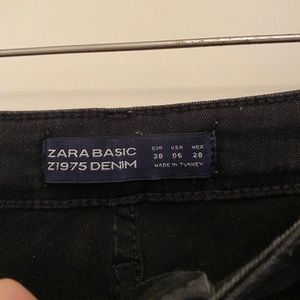 ZARA BASIC
Z1975 DENIM
EUR USA MEX
38 06 28
MADE IN TURKEY